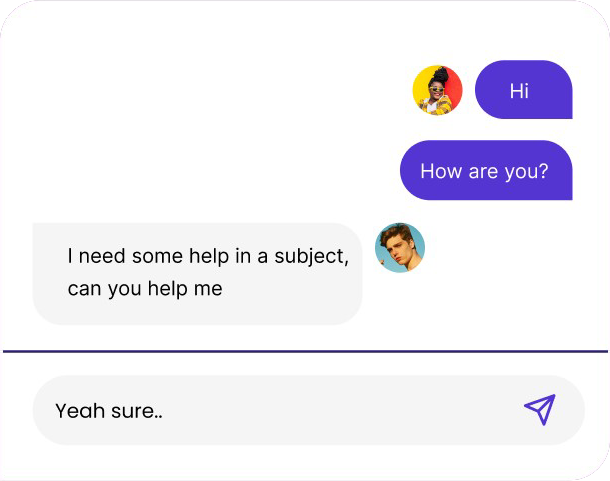 Hi
How are you?
I need some help in a subject,
can you help me
Yeah sure..